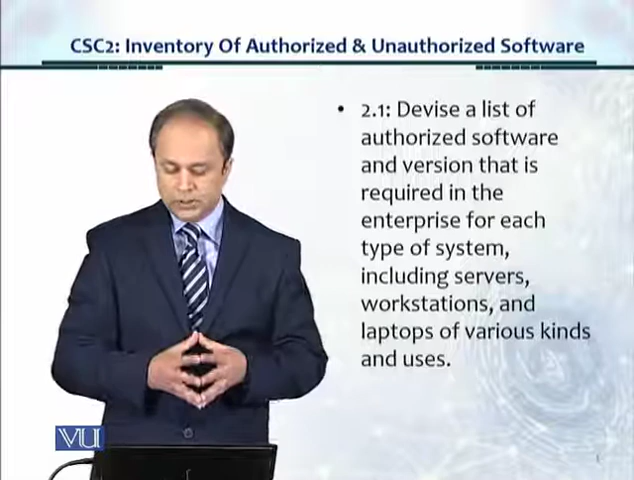 CSC2: Inventory Of Authorized & Unauthorized Software
• 2.1: Devise a list of
authorized software
and version that is
required in the
enterprise for each
type of system,
including servers,
workstations, and
laptops of various kinds
and uses.
VU
1